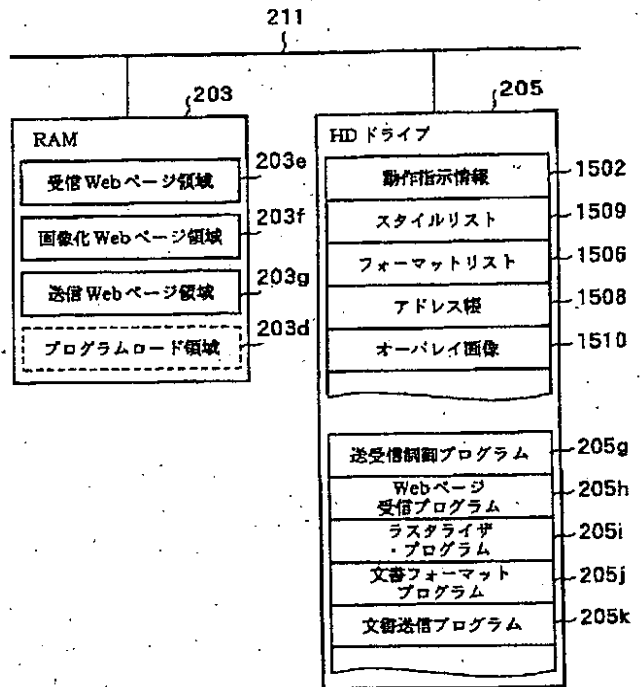 211
203
205
RAM
HD ドライブ
受信 Webページ領域
203e
動作指示情報
1502
画像化 Webページ領域
203f
スタイルリスト
1509
送信 Webページ領域
203g
フォーマットリスト
1506
プログラムロード領域
203d
アドレス帳
1508
オーバレイ画像
1510
送受信制御プログラム
205g
Webページ
受信プログラム
205h
ラスタライザ
・プログラム
205i
文書フォーマット
プログラム
205j
文書送信プログラム
205k